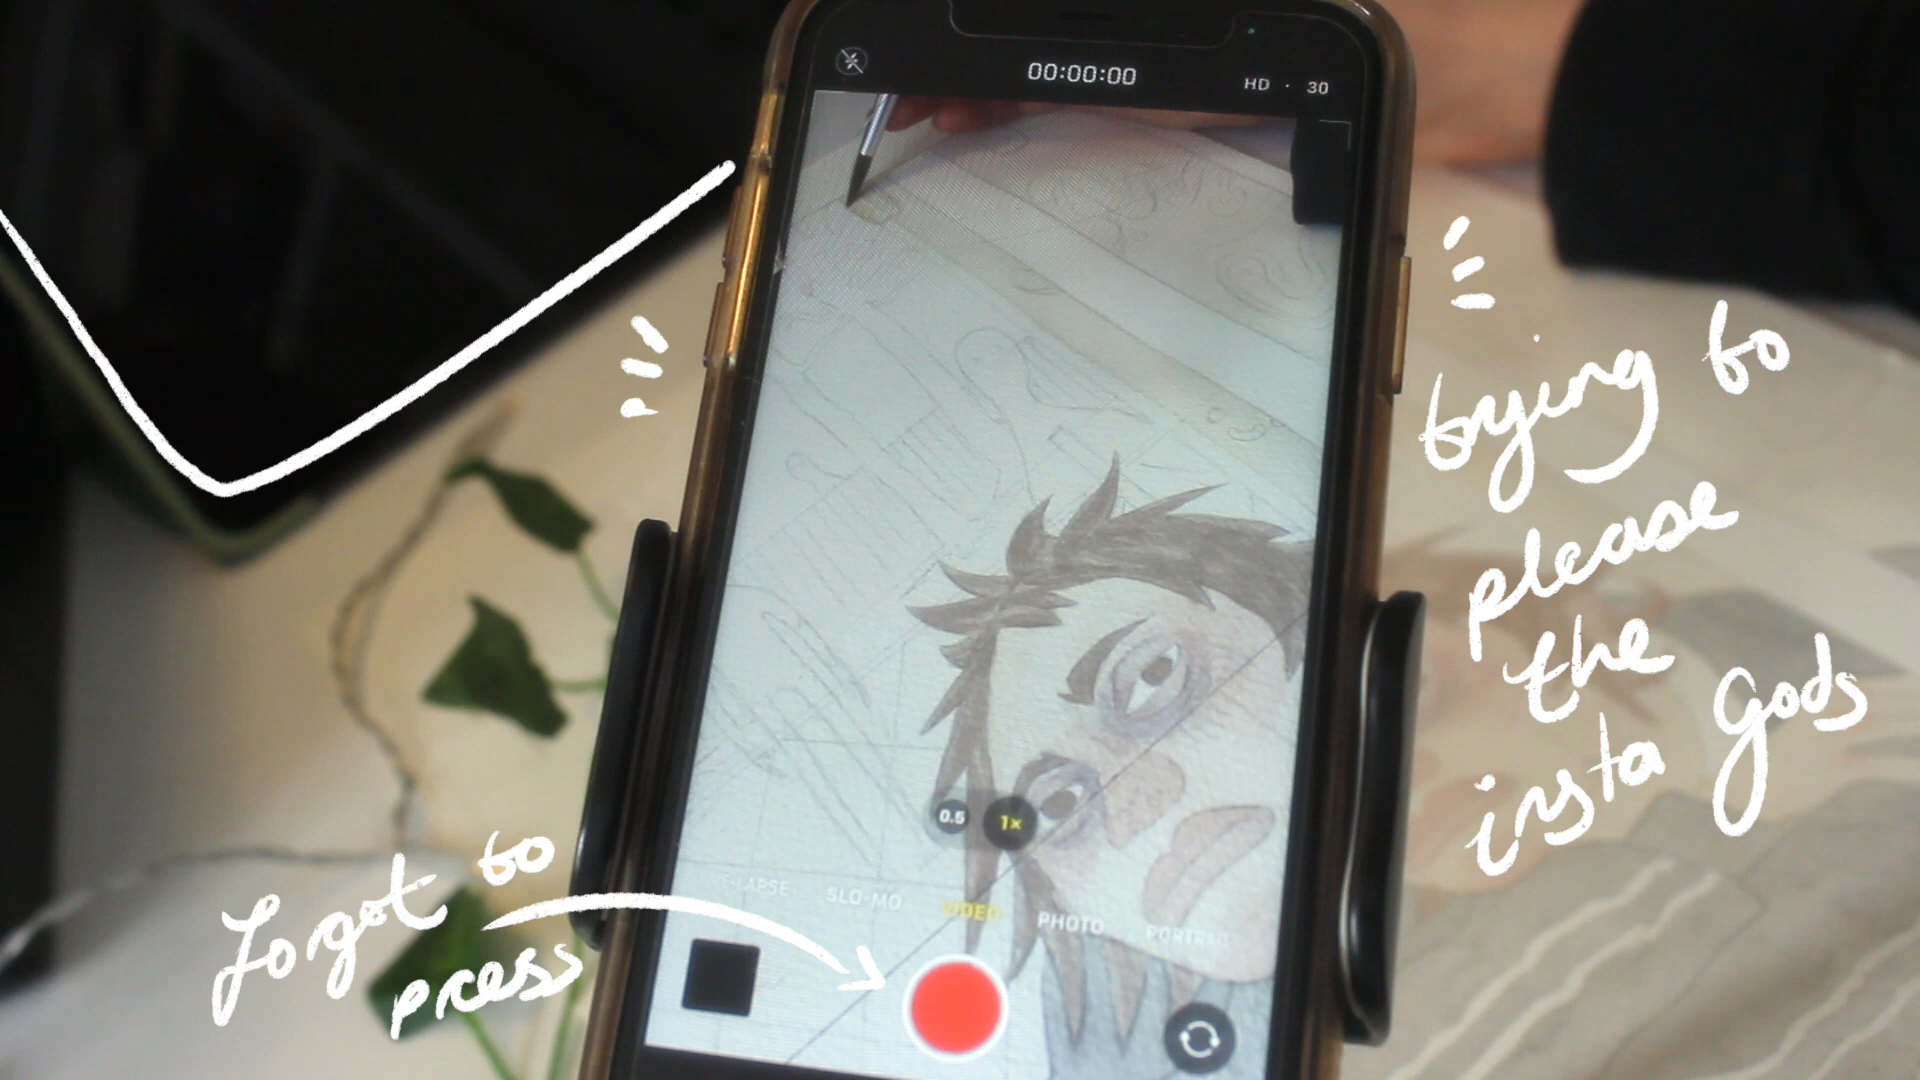 00:00:00
HD · 30
trying to
please
the
insta Gods
0.5 1×
SLO-MO VIDEO PHOTO PORTRAIT
Forgot to
press